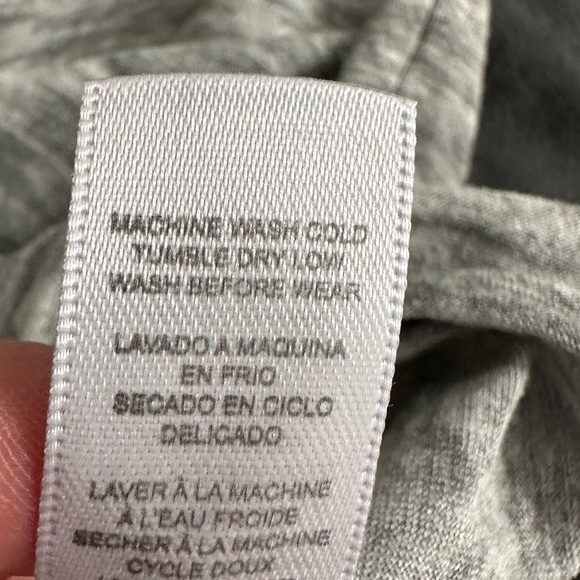 MACHINE WASH COLD
TUMBLE DRY LOW
WASH BEFORE WEAR
LAVADO A MAQUINA
EN FRIO
SECADO EN CICLO
DELICADO
LAVER À LA MACHINE
À L'EAU FROIDE
SECHER À LA MACHINE
CYCLE DOUX